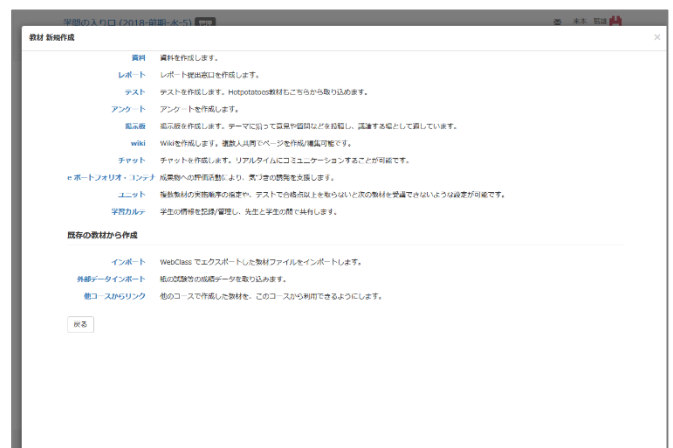 学問の入り口 (2018-前期-水-5) 管理
教材 新規作成 ×
資料 資料を作成します。
レポート レポート提出窓口を作成します。
テスト テストを作成します。Hotpotatoes教材もこちらから取り込めます。
アンケート アンケートを作成します。
掲示板 掲示板を作成します。テーマに沿って意見や質問などを投稿し、議論する場として適しています。
wiki Wikiを作成します。複数人共同でページを作成/編集可能です。
チャット チャットを作成します。リアルタイムにコミュニケーションすることが可能です。
e ポートフォリオ・コンテナ 成果物への評価活動により、気づきの誘発を支援します。
ユニット 複数教材の実施順序の指定や、テストで合格点以上を取らないと次の教材を受講できないような設定が可能です。
学習カルテ 学生の情報を記録/管理し、先生と学生の間で共有します。
既存の教材から作成
インポート WebClass でエクスポートした教材ファイルをインポートします。
外部データインポート 紙の試験等の成績データを取り込みます。
他コースからリンク 他のコースで作成した教材を、このコースから利用できるようにします。
戻る